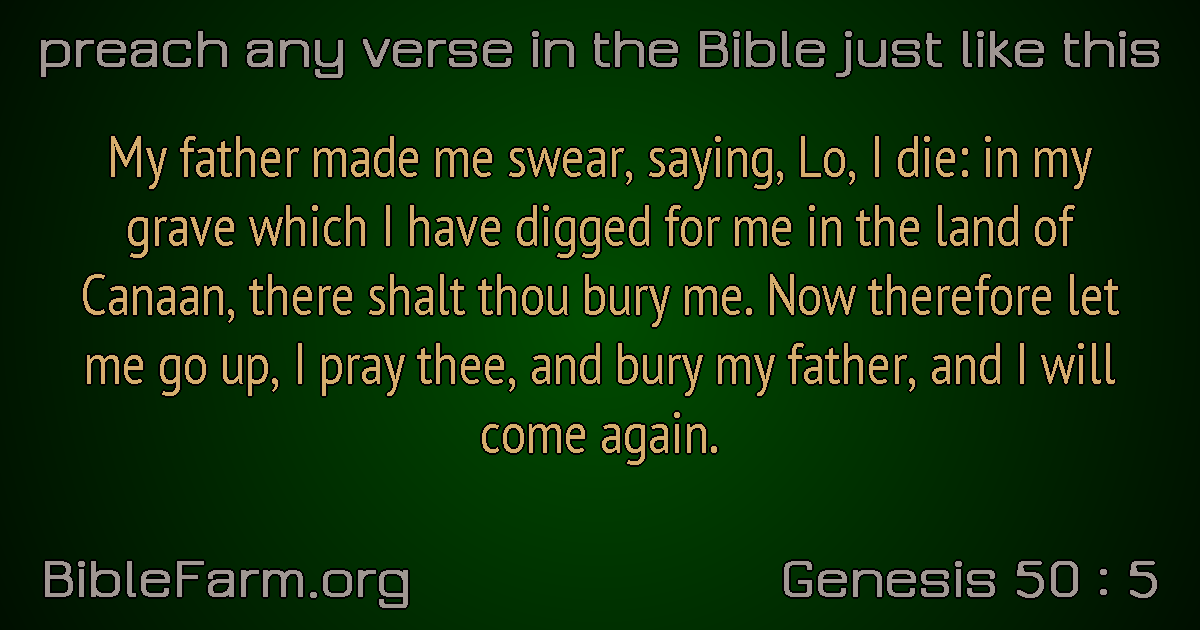 preach any verse in the Bible just like this
My father made me swear, saying, Lo, I die: in my
grave which I have digged for me in the land of
Canaan, there shalt thou bury me. Now therefore let
me go up, I pray thee, and bury my father, and I will
come again.
BibleFarm.org
Genesis 50 : 5